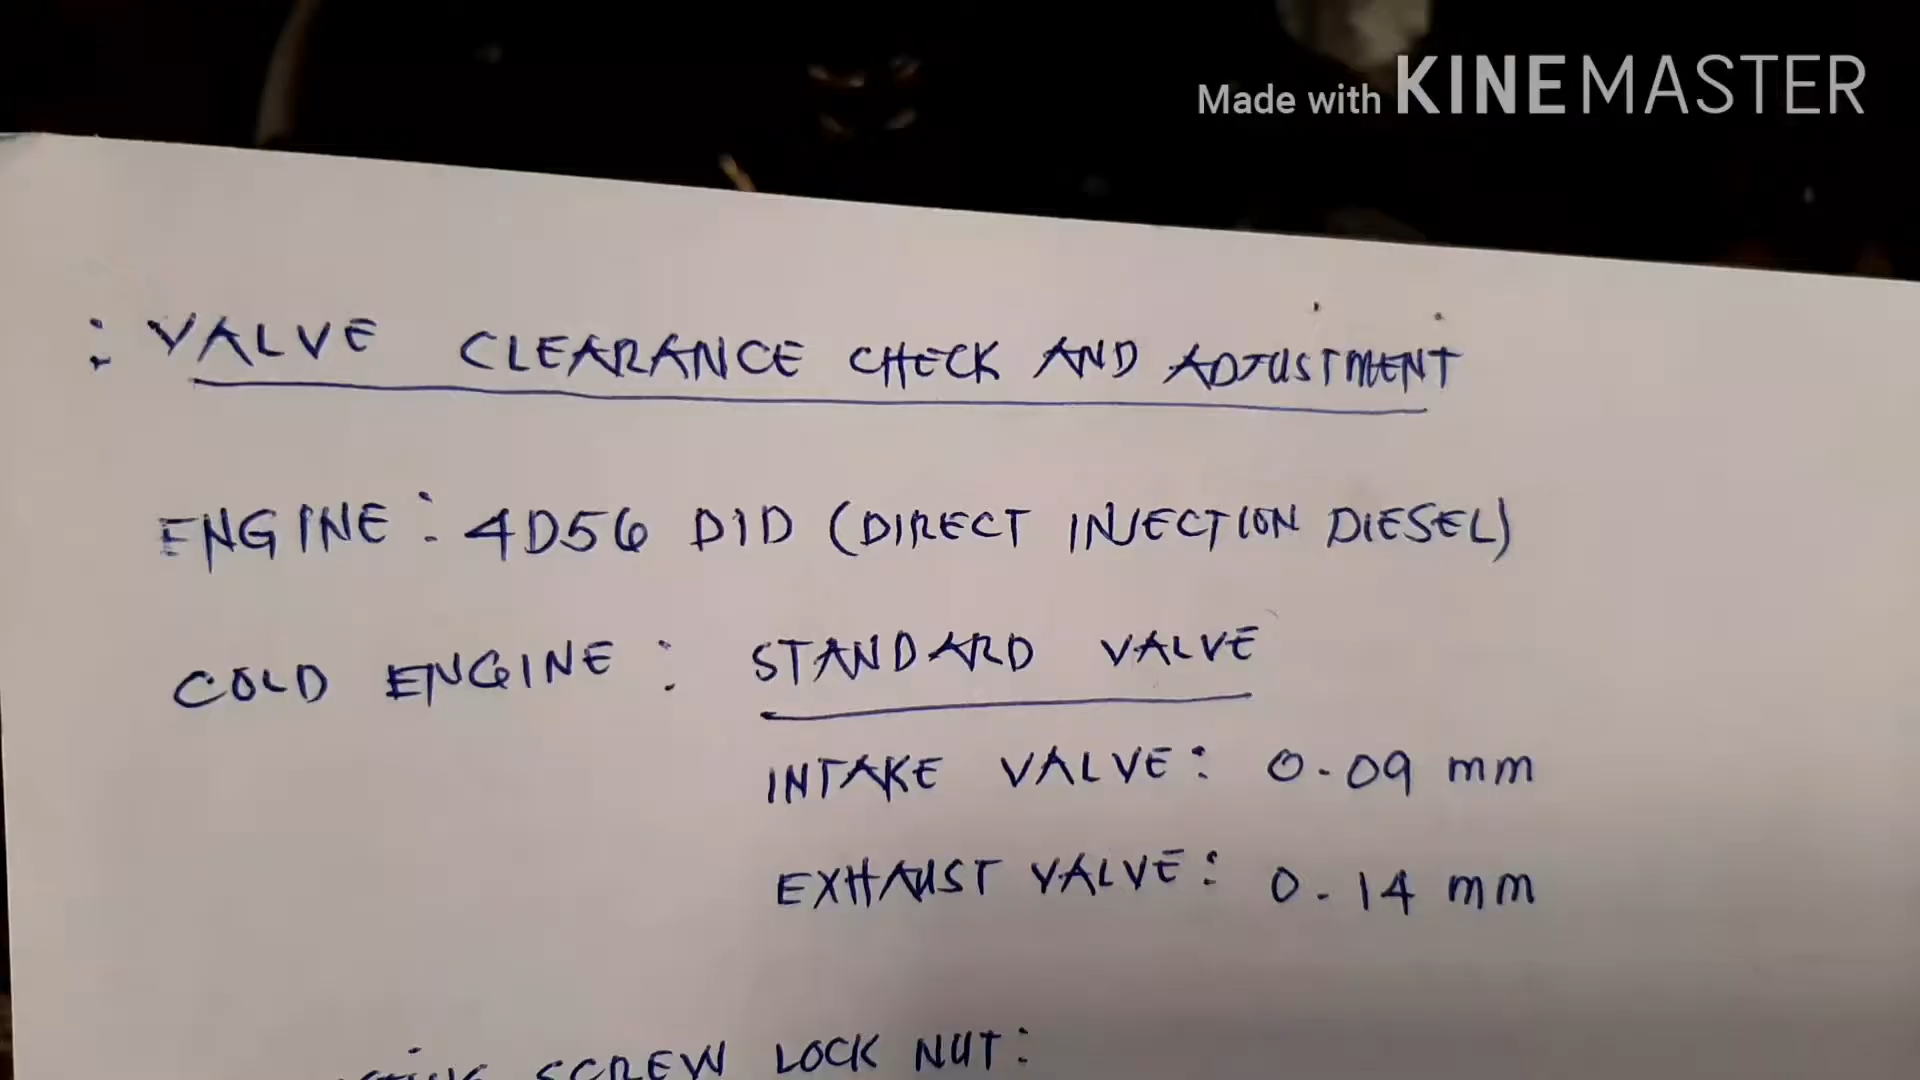 Made with KINEMASTER
: VALVE CLEARANCE CHECK AND ADJUSTMENT
ENGINE : 4D56 DID (DIRECT INJECTION DIESEL)
COLD ENGINE : STANDARD VALVE
INTAKE VALVE : 0.09 mm
EXHAUST VALVE : 0.14 mm
SCREW LOCK NUT :